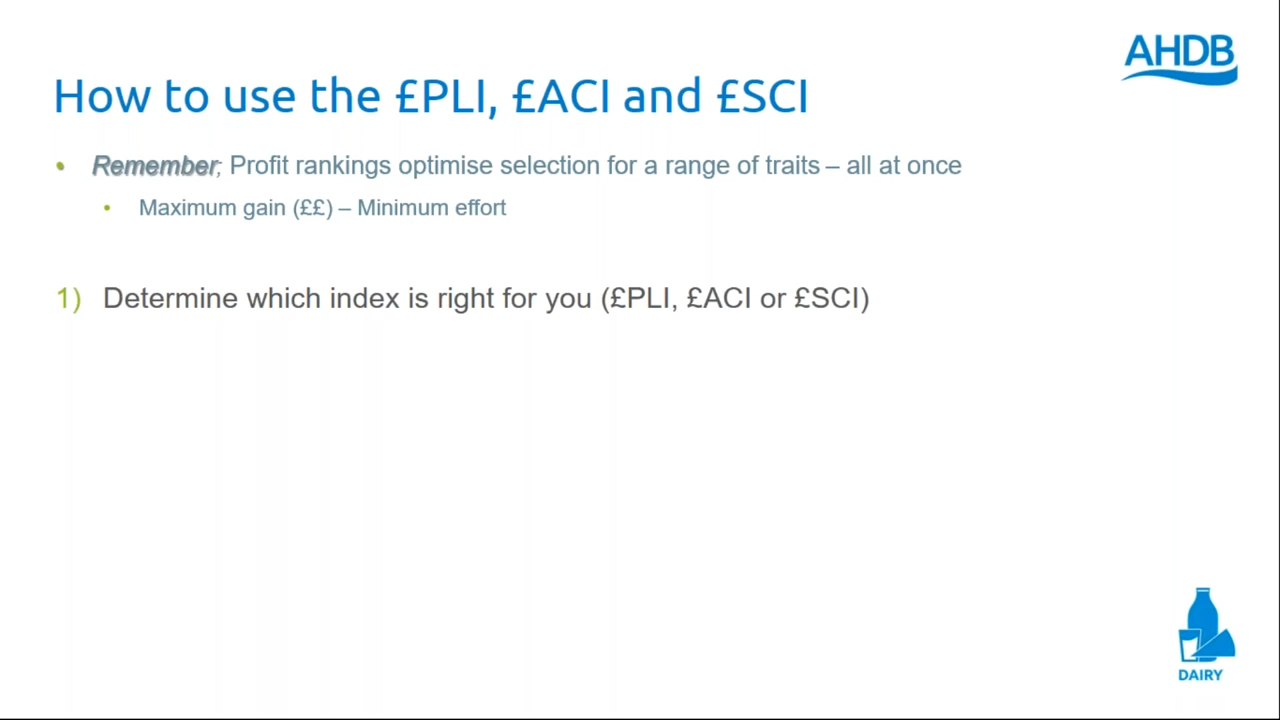 AHDB
How to use the £PLI, £ACI and £SCI
• Remember; Profit rankings optimise selection for a range of traits – all at once
• Maximum gain (££) – Minimum effort
1) Determine which index is right for you (£PLI, £ACI or £SCI)
DAIRY